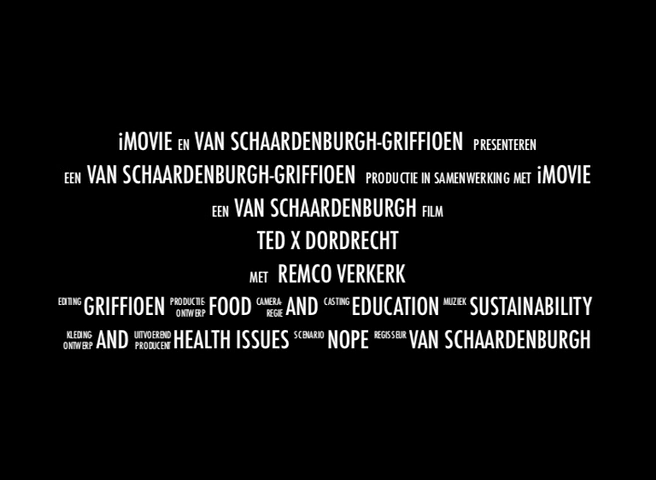 iMOVIE EN VAN SCHAARDENBURGH-GRIFFIOEN PRESENTEREN
EEN VAN SCHAARDENBURGH-GRIFFIOEN PRODUCTIE IN SAMENWERKING MET iMOVIE
EEN VAN SCHAARDENBURGH FILM
TED X DORDRECHT
MET REMCO VERKERK
EDITING GRIFFIOEN PRODUCTIE-ONTWERP FOOD CAMERA-REGIE AND CASTING EDUCATION MUZIEK SUSTAINABILITY
KLEDING-ONTWERP AND UITVOEREND PRODUCENT HEALTH ISSUES SCENARIO NOPE REGISSEUR VAN SCHAARDENBURGH